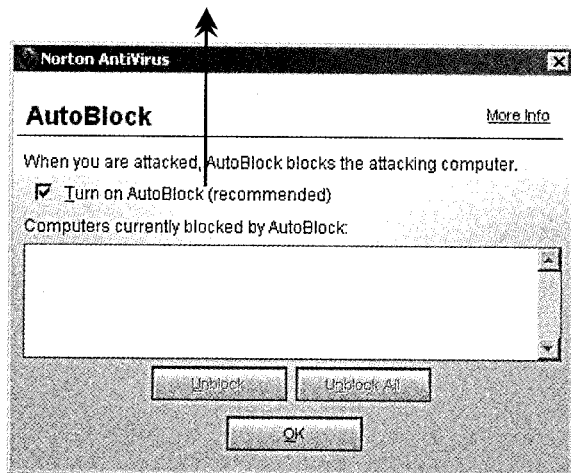 Norton AntiVirus
AutoBlock
More Info
When you are attacked, AutoBlock blocks the attacking computer.
Turn on AutoBlock (recommended)
Computers currently blocked by AutoBlock:
Unblock
Unblock All
OK